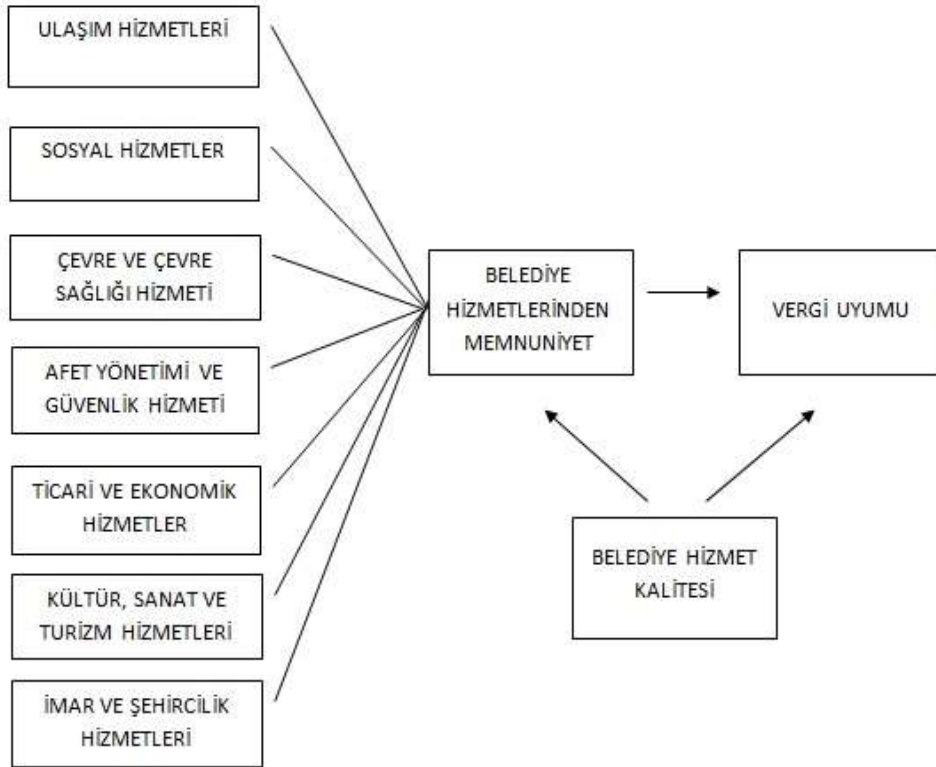 ULAŞIM HİZMETLERİ
SOSYAL HİZMETLER
ÇEVRE VE ÇEVRE
SAĞLIĞI HİZMETİ
AFET YÖNETİMİ VE
GÜVENLİK HİZMETİ
TİCARİ VE EKONOMİK
HİZMETLER
KÜLTÜR, SANAT VE
TURİZM HİZMETLERİ
İMAR VE ŞEHİRCİLİK
HİZMETLERİ
BELEDİYE
HİZMETLERİNDEN
MEMNUNİYET
VERGİ UYUMU
BELEDİYE HİZMET
KALİTESİ